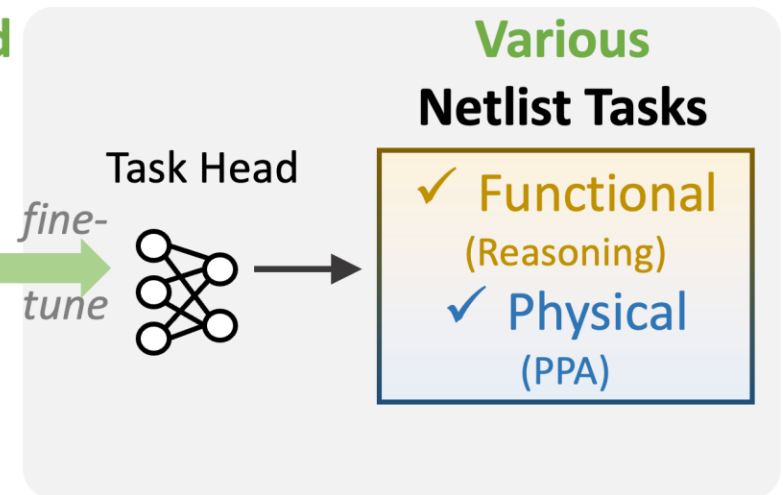 Various
Netlist Tasks
Task Head
fine-
tune
✓ Functional
(Reasoning)
✓ Physical
(PPA)